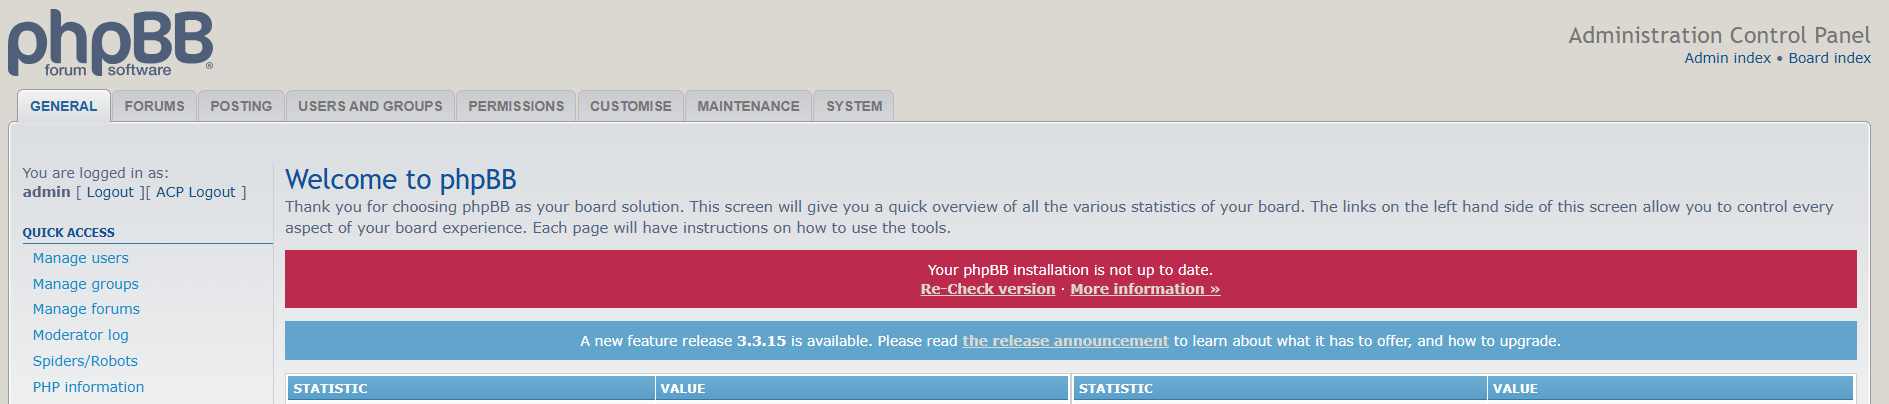 phpBB®
forum software
Administration Control Panel
Admin index • Board index
GENERAL FORUMS POSTING USERS AND GROUPS PERMISSIONS CUSTOMISE MAINTENANCE SYSTEM
You are logged in as:
admin [ Logout ][ ACP Logout ]
QUICK ACCESS
Manage users
Manage groups
Manage forums
Moderator log
Spiders/Robots
PHP information
Welcome to phpBB
Thank you for choosing phpBB as your board solution. This screen will give you a quick overview of all the various statistics of your board. The links on the left hand side of this screen allow you to control every
aspect of your board experience. Each page will have instructions on how to use the tools.
Your phpBB installation is not up to date.
Re-Check version · More information »
A new feature release 3.3.15 is available. Please read the release announcement to learn about what it has to offer, and how to upgrade.
STATISTIC VALUE STATISTIC VALUE